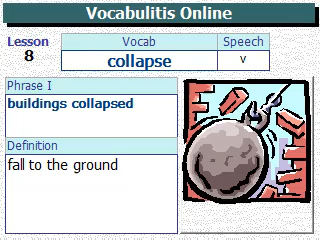 Vocabulitis Online
Lesson Vocab Speech
8 collapse v
Phrase I
buildings collapsed
Definition
fall to the ground